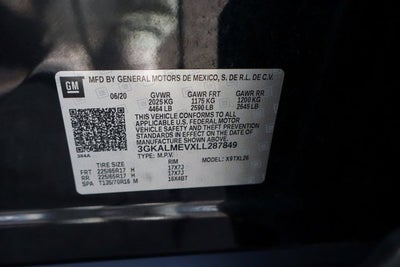 GM
MFD BY GENERAL MOTORS DE MEXICO, S. DE R.L. DE C.V.
06/20 GVWR GAWR FRT GAWR RR
2025 KG 1175 KG 1200 KG
4464 LB 2590 LB 2645 LB
THIS VEHICLE CONFORMS TO ALL
APPLICABLE U.S. FEDERAL MOTOR
VEHICLE SAFETY, BUMPER, AND THEFT
PREVENTION STANDARDS IN EFFECT ON
THE DATE OF MANUFACTURE SHOWN ABOVE.
3GKALMEVXLL287849
TYPE: M.P.V. MODEL: X9TXL26
TIRE SIZE RIM
FRT 225/65R17 H 17X7J
RR 225/65R17 H 17X7J
SPA T135/70R16 M 16X4BT